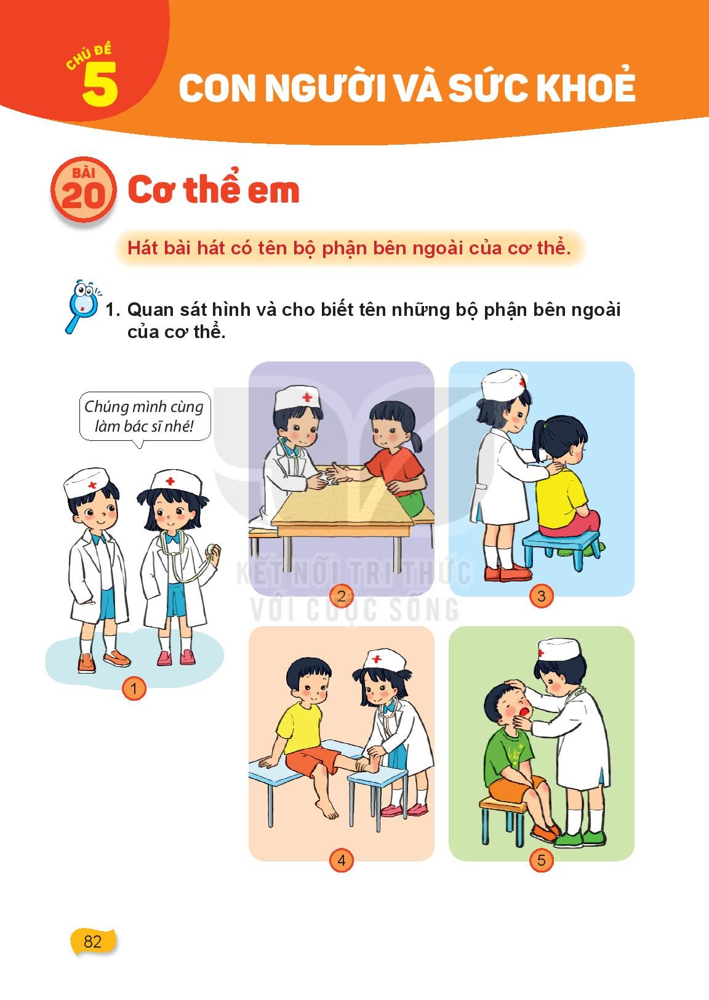 CHỦ ĐỀ
5
CON NGƯỜI VÀ SỨC KHOẺ
BÀI
20
Cơ thể em
Hát bài hát có tên bộ phận bên ngoài của cơ thể.
1. Quan sát hình và cho biết tên những bộ phận bên ngoài
của cơ thể.
Chúng mình cùng
làm bác sĩ nhé!
KẾT NỐI TRI THỨC
VỚI CUỘC SỐNG
1
2
3
4
5
82